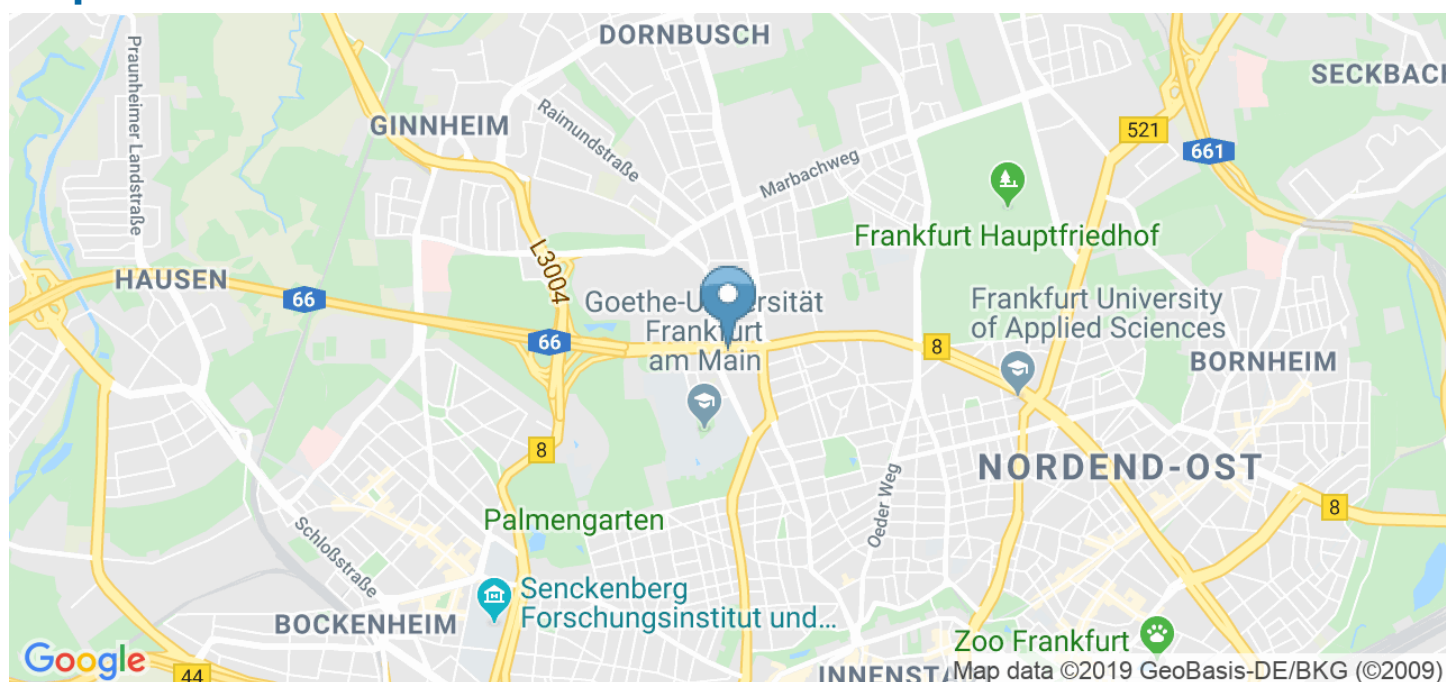 DORNBUSCH
SECKBACH
Praunheimer Landstraße
GINNHEIM
Raimundstraße
521
661
Marbachweg
Frankfurt Hauptfriedhof
L3004
HAUSEN
66
Goethe-Universität
Frankfurt
am Main
Frankfurt University
of Applied Sciences
66
8
BORNHEIM
8
NORDEND-OST
Oeder Weg
8
Palmengarten
Schloßstraße
Senckenberg
Forschungsinstitut und...
BOCKENHEIM
Zoo Frankfurt
Google
44
INNENSTA
Map data ©2019 GeoBasis-DE/BKG (©2009)